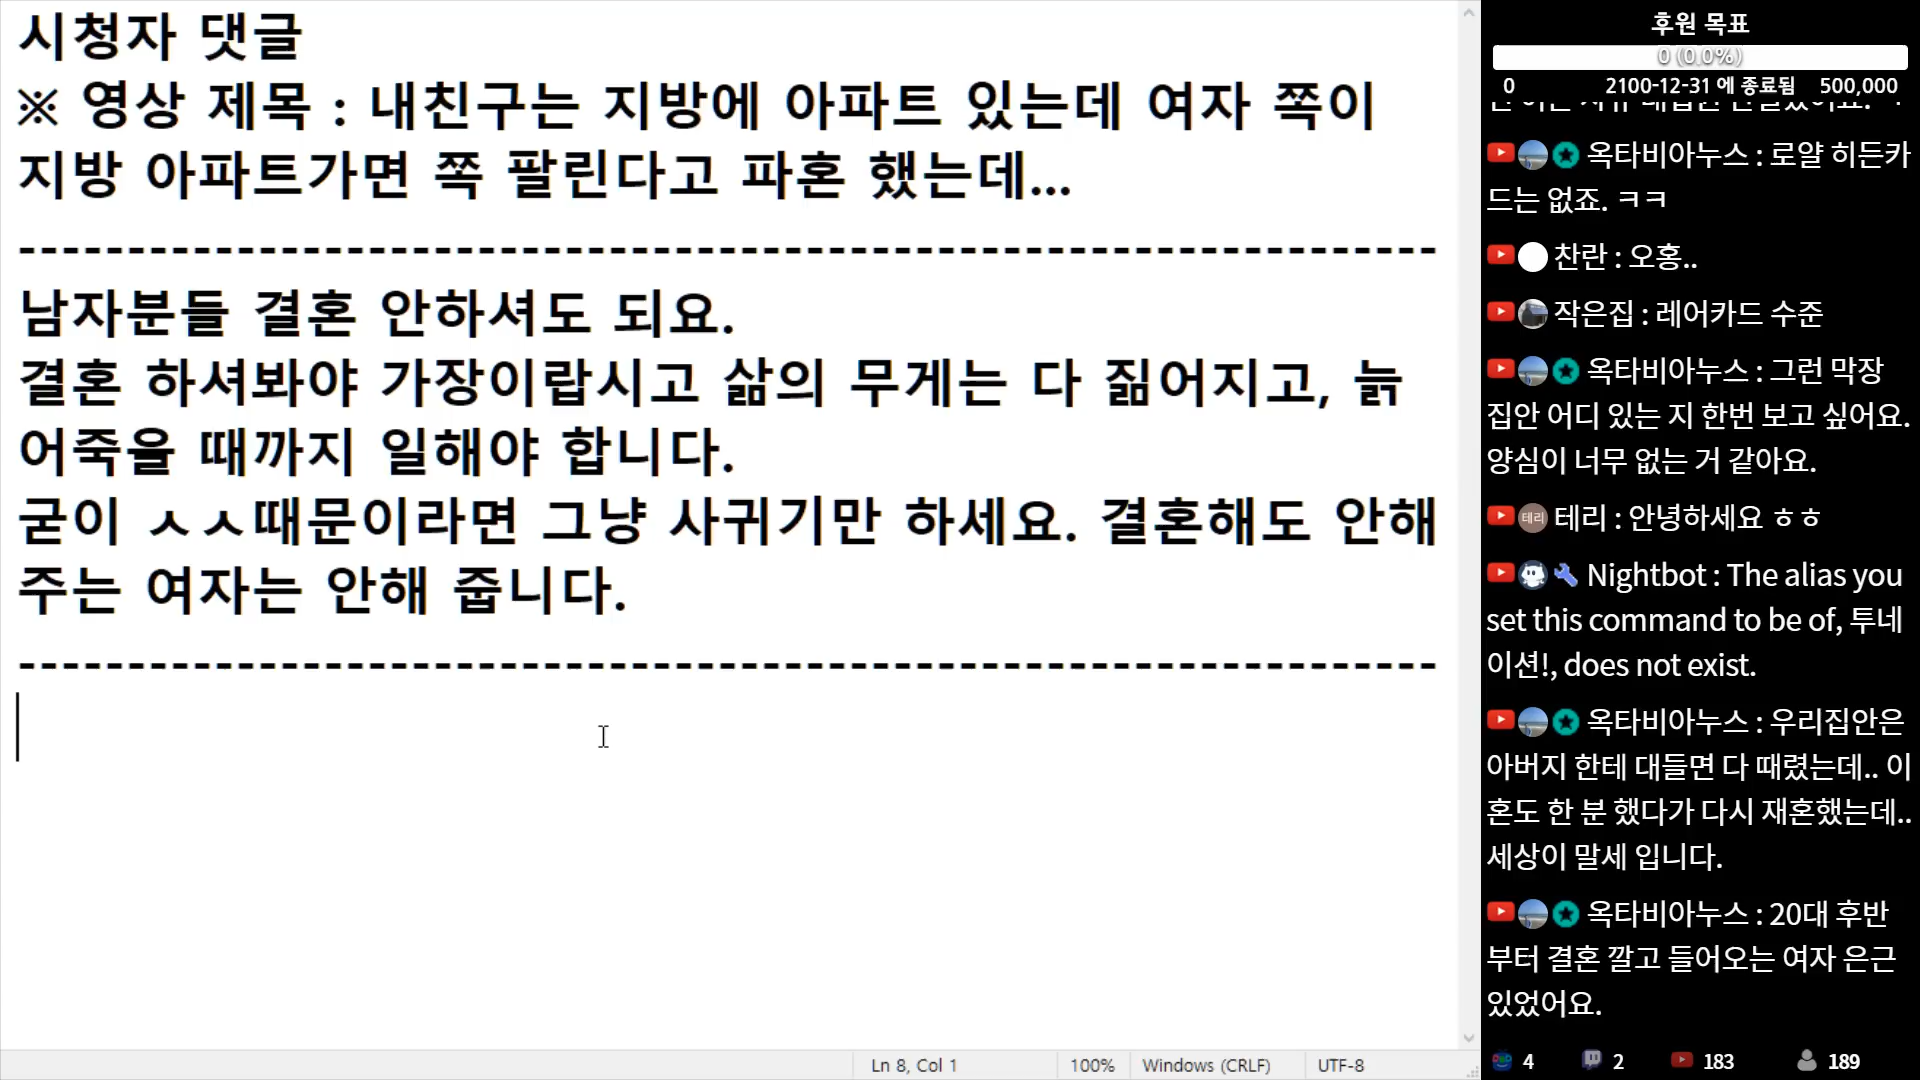 시청자 댓글
※ 영상 제목 : 내친구는 지방에 아파트 있는데 여자 쪽이
지방 아파트가면 쪽 팔린다고 파혼 했는데...
------------------------------------------------------------------
남자분들 결혼 안하셔도 되요.
결혼 하셔봐야 가장이랍시고 삶의 무게는 다 짊어지고, 늙
어죽을 때까지 일해야 합니다.
굳이 ㅅㅅ때문이라면 그냥 사귀기만 하세요. 결혼해도 안해
주는 여자는 안해 줍니다.
------------------------------------------------------------------
Ln 8, Col 1
100%
Windows (CRLF)
UTF-8
후원 목표
0 (0.0%)
0 2100-12-31 에 종료됨 500,000
옥타비아누스 : 로얄 히든카
드는 없죠. ㅋㅋ
찬란 : 오홍..
작은집 : 레어카드 수준
옥타비아누스 : 그런 막장
집안 어디 있는 지 한번 보고 싶어요.
양심이 너무 없는 거 같아요.
테리 테리 : 안녕하세요 ㅎㅎ
Nightbot : The alias you
set this command to be of, 투네
이션!, does not exist.
옥타비아누스 : 우리집안은
아버지 한테 대들면 다 때렸는데.. 이
혼도 한 분 했다가 다시 재혼했는데..
세상이 말세 입니다.
옥타비아누스 : 20대 후반
부터 결혼 깔고 들어오는 여자 은근
있었어요.
4 2 183 189